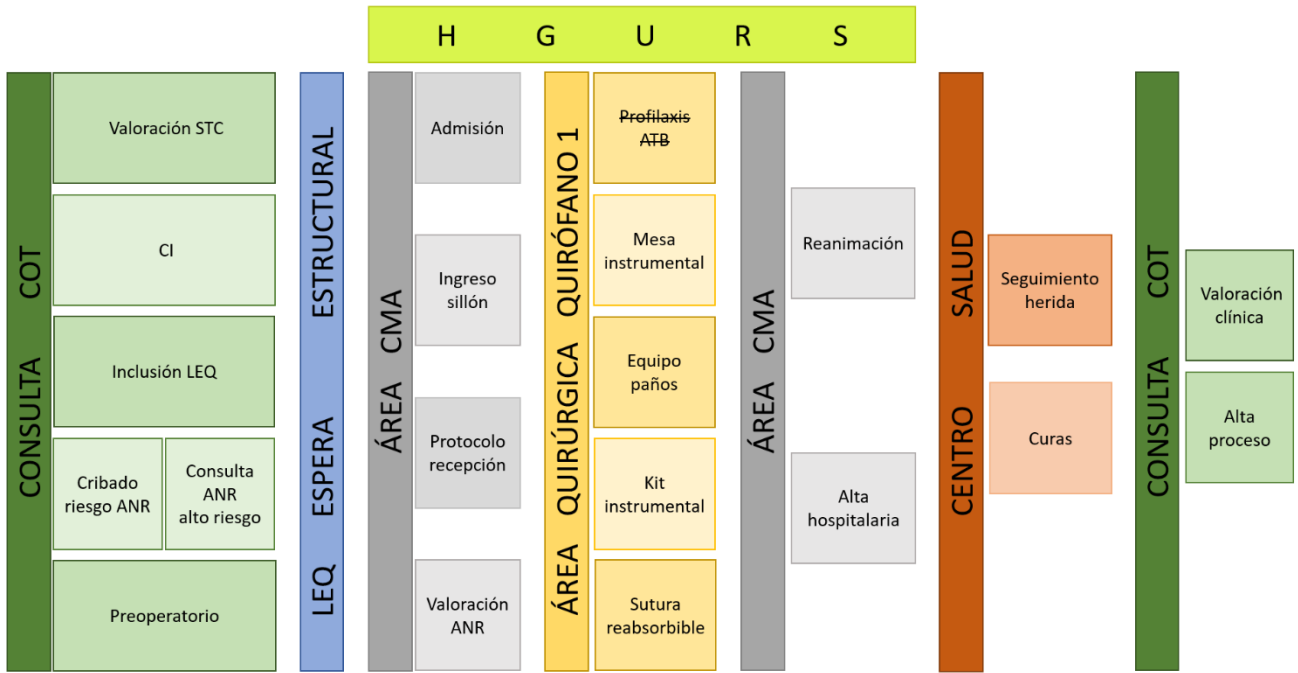 H G U R S
CONSULTA COT
Valoración STC
CI
Inclusión LEQ
Cribado
riesgo ANR
Consulta
ANR
alto riesgo
Preoperatorio
LEQ ESPERA ESTRUCTURAL
ÁREA CMA
Admisión
Ingreso
sillón
Protocolo
recepción
Valoración
ANR
ÁREA QUIRÚRGICA QUIRÓFANO 1
Profilaxis
ATB
Mesa
instrumental
Equipo
paños
Kit
instrumental
Sutura
reabsorbible
ÁREA CMA
Reanimación
Alta
hospitalaria
CENTRO SALUD
Seguimiento
herida
Curas
CONSULTA COT
Valoración
clínica
Alta
proceso